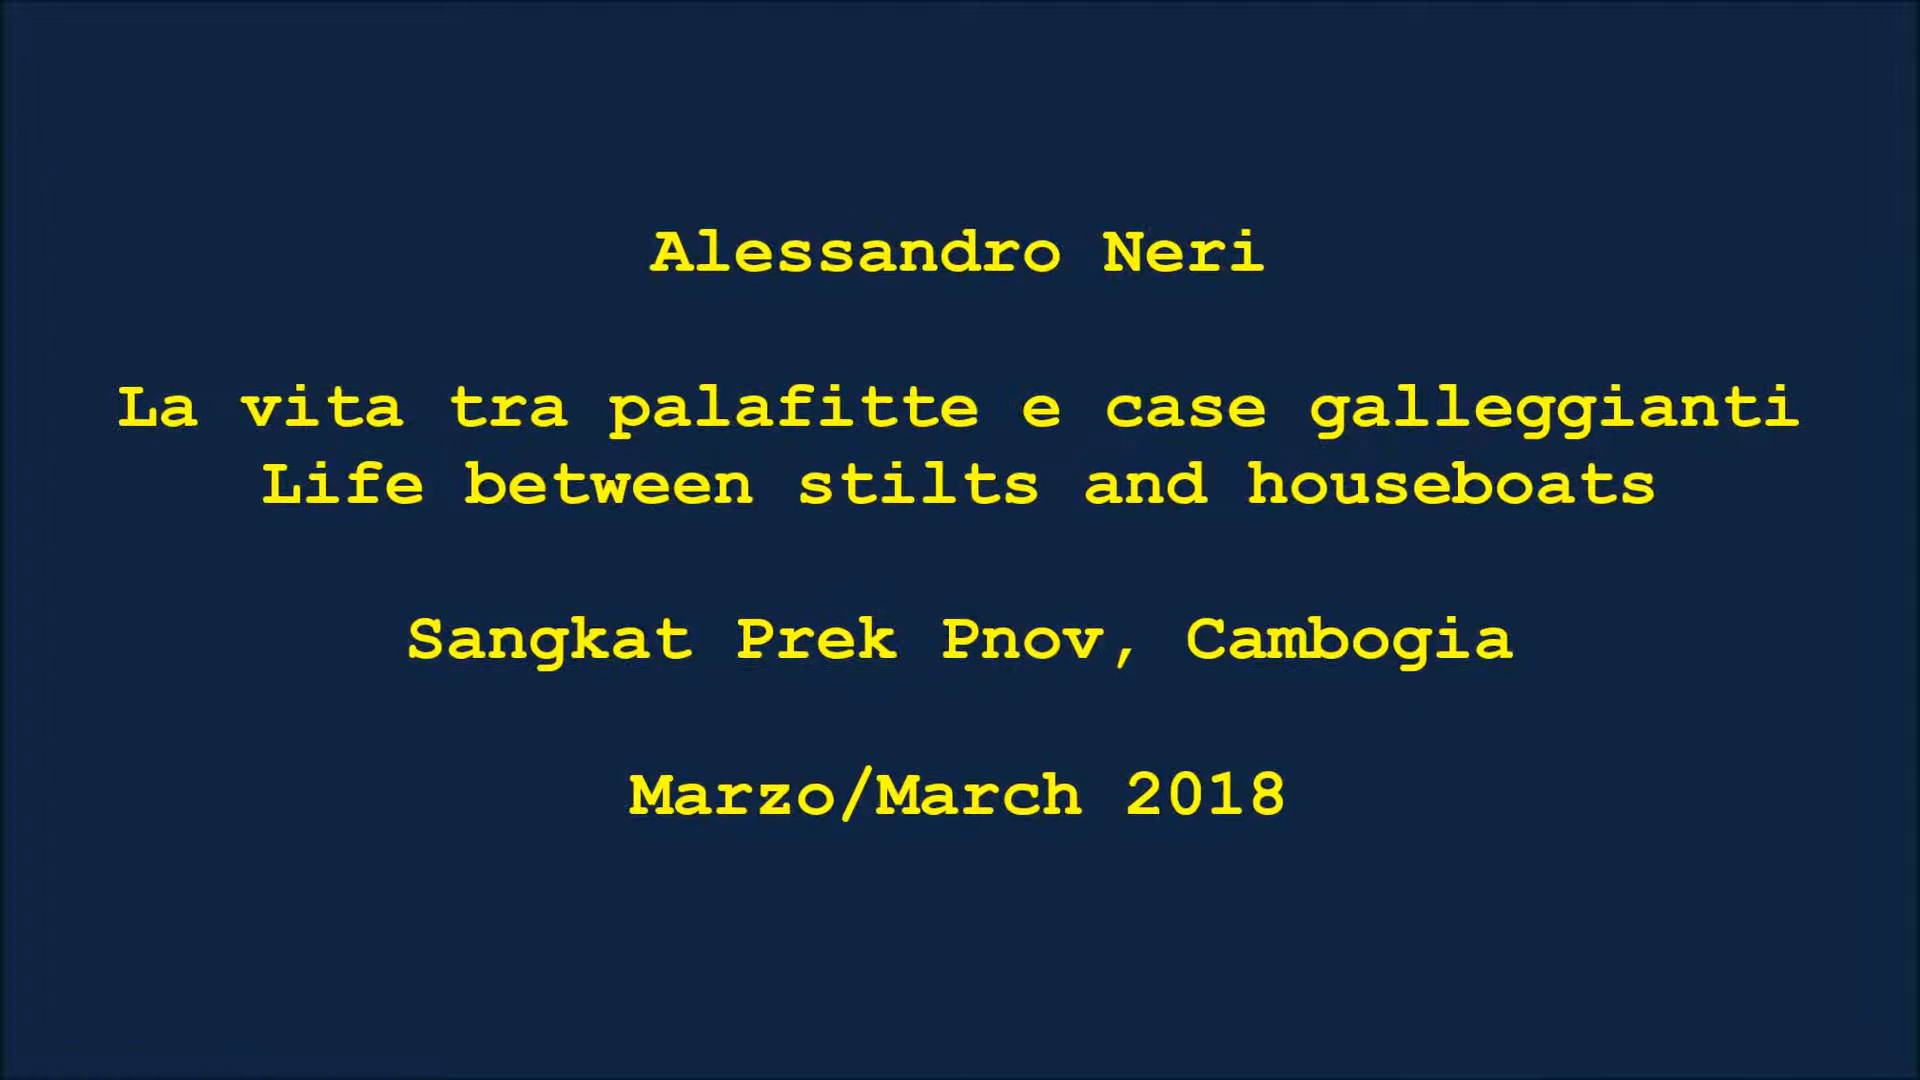 Alessandro Neri
La vita tra palafitte e case galleggianti
Life between stilts and houseboats
Sangkat Prek Pnov, Cambogia
Marzo/March 2018